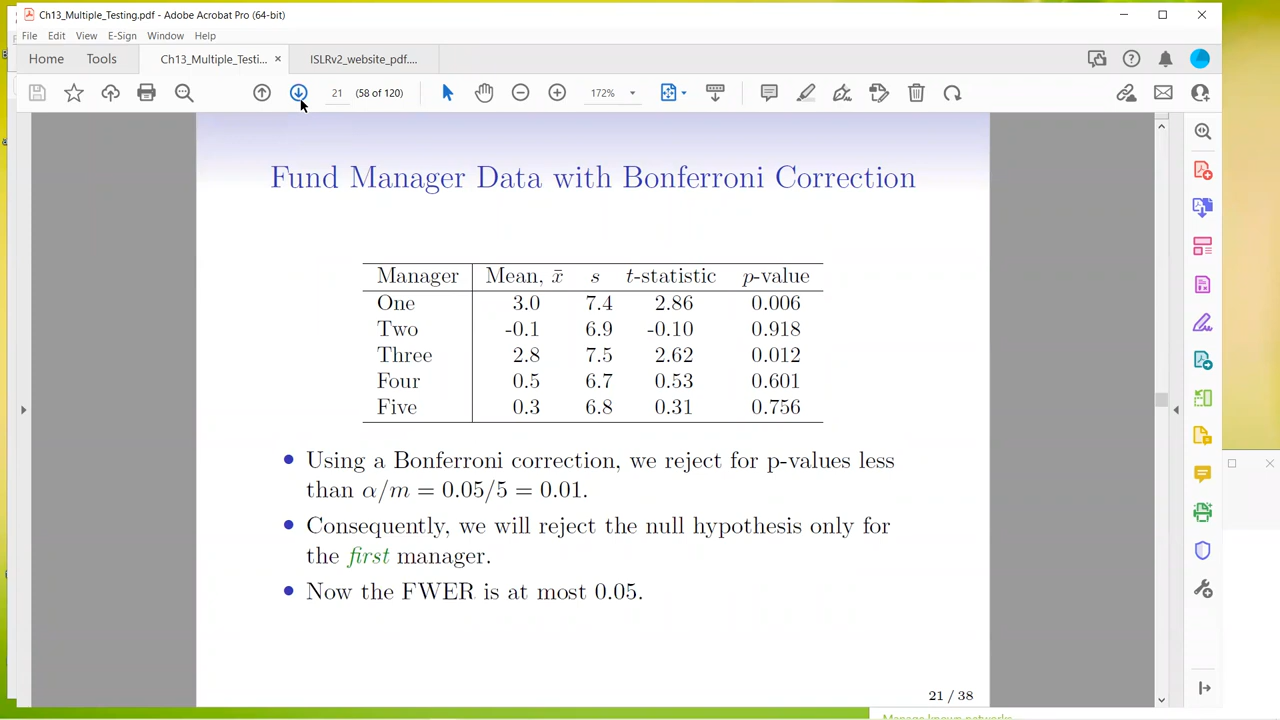 Ch13_Multiple_Testing.pdf - Adobe Acrobat Pro (64-bit)
File Edit View E-Sign Window Help
Home Tools Ch13_Multiple_Testi... × ISLRv2_website_pdf....
21 (58 of 120) 172%
Fund Manager Data with Bonferroni Correction
Manager Mean, x̄ s t-statistic p-value
One 3.0 7.4 2.86 0.006
Two -0.1 6.9 -0.10 0.918
Three 2.8 7.5 2.62 0.012
Four 0.5 6.7 0.53 0.601
Five 0.3 6.8 0.31 0.756
• Using a Bonferroni correction, we reject for p-values less
than α/m = 0.05/5 = 0.01.
• Consequently, we will reject the null hypothesis only for
the first manager.
• Now the FWER is at most 0.05.
21 / 38
Manage known networks